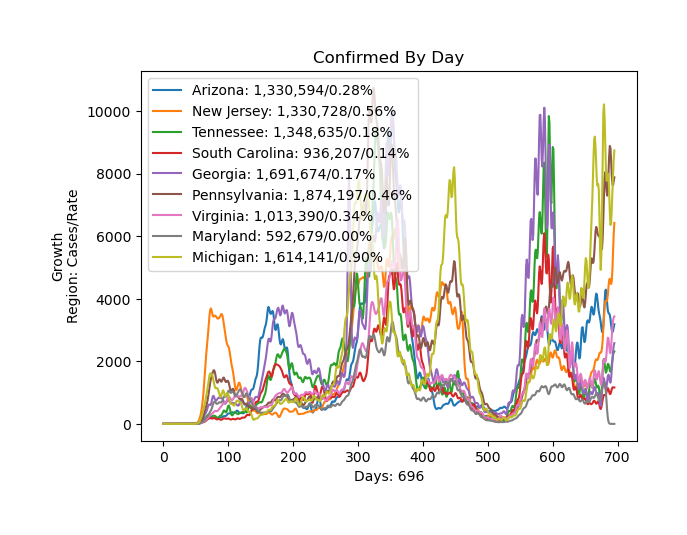 Confirmed By Day
Growth
Region: Cases/Rate
10000
8000
6000
4000
2000
0
Arizona: 1,330,594/0.28%
New Jersey: 1,330,728/0.56%
Tennessee: 1,348,635/0.18%
South Carolina: 936,207/0.14%
Georgia: 1,691,674/0.17%
Pennsylvania: 1,874,197/0.46%
Virginia: 1,013,390/0.34%
Maryland: 592,679/0.00%
Michigan: 1,614,141/0.90%
0 100 200 300 400 500 600 700
Days: 696